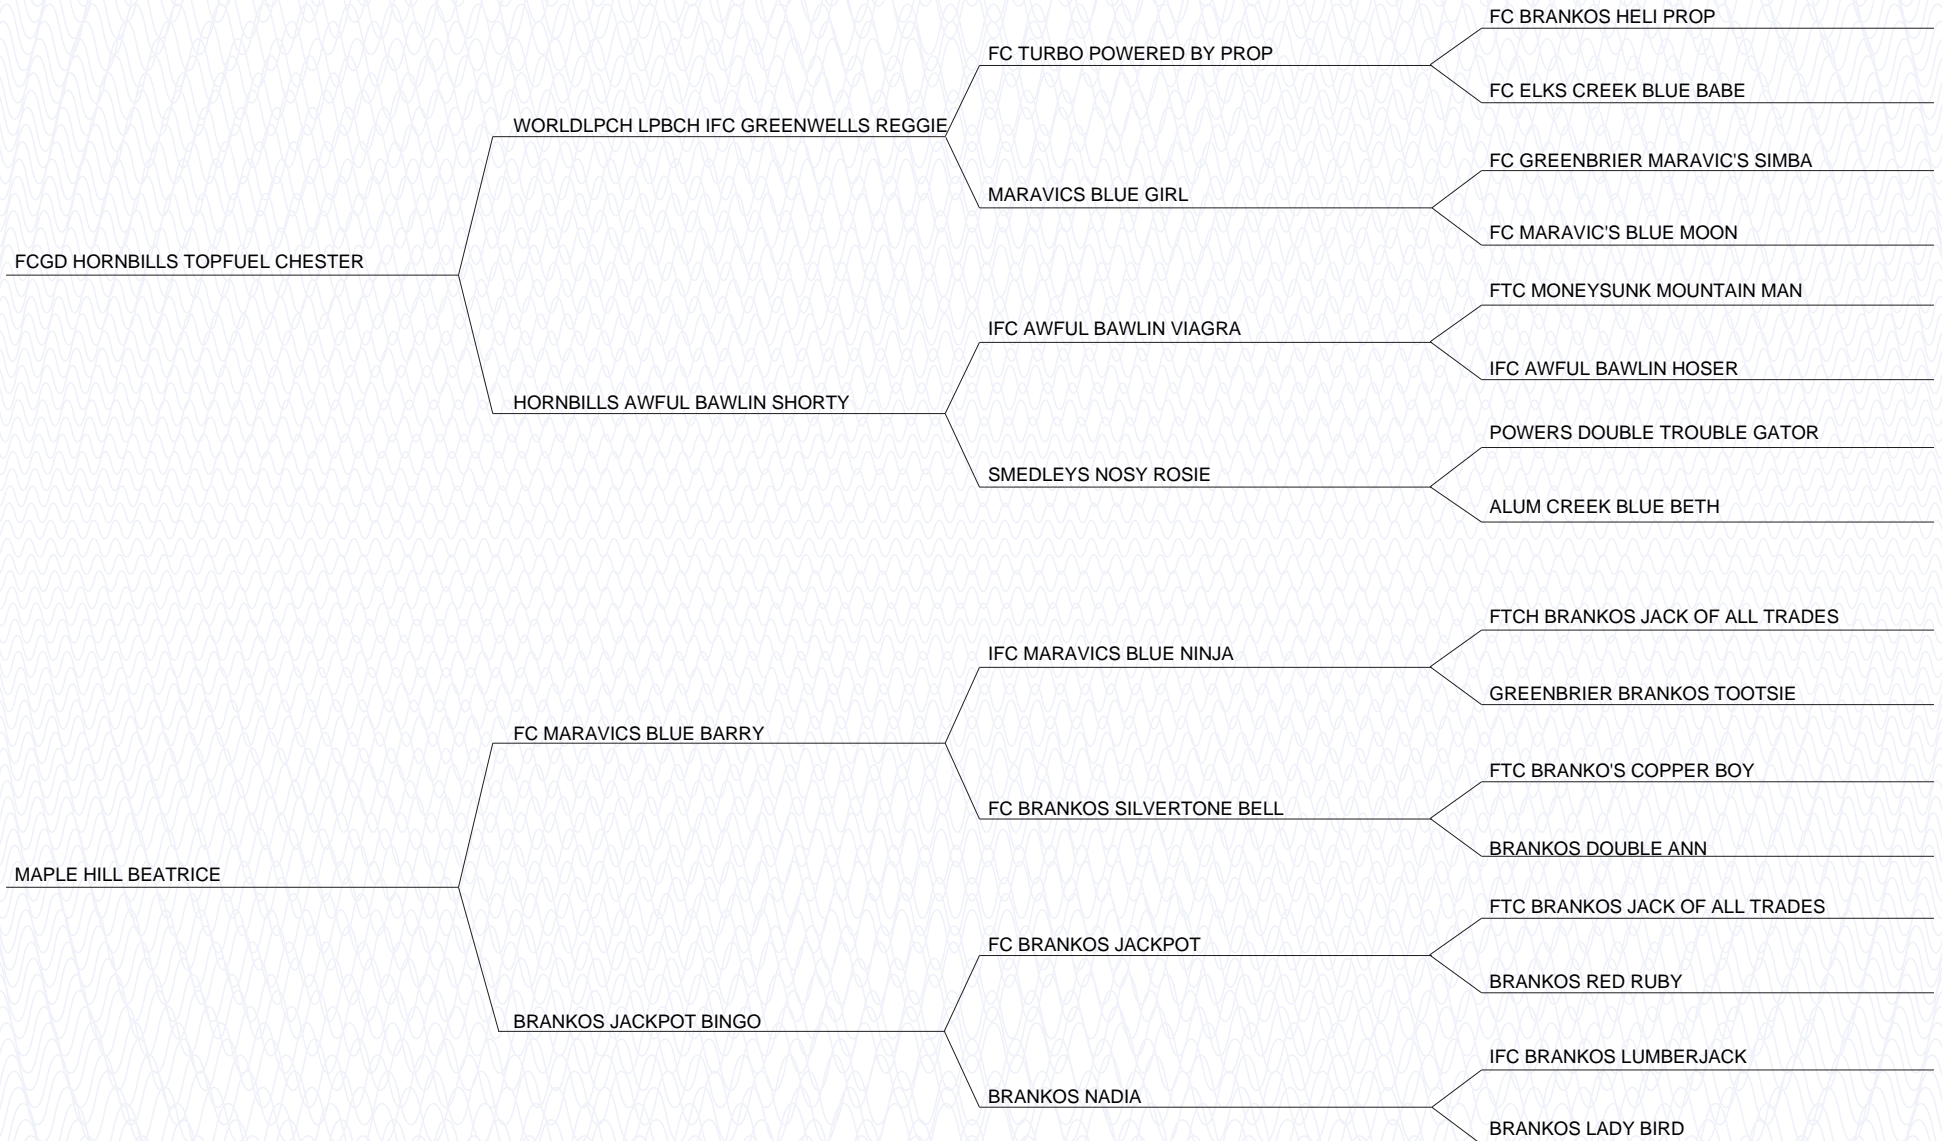 FC BRANKOS HELI PROP
FC TURBO POWERED BY PROP
FC ELKS CREEK BLUE BABE
WORLDLPCH LPBCH IFC GREENWELLS REGGIE
FC GREENBRIER MARAVIC'S SIMBA
MARAVICS BLUE GIRL
FC MARAVIC'S BLUE MOON
FCGD HORNBILLS TOPFUEL CHESTER
FTC MONEYSUNK MOUNTAIN MAN
IFC AWFUL BAWLIN VIAGRA
IFC AWFUL BAWLIN HOSER
HORNBILLS AWFUL BAWLIN SHORTY
POWERS DOUBLE TROUBLE GATOR
SMEDLEYS NOSY ROSIE
ALUM CREEK BLUE BETH
FTCH BRANKOS JACK OF ALL TRADES
IFC MARAVICS BLUE NINJA
GREENBRIER BRANKOS TOOTSIE
FC MARAVICS BLUE BARRY
FTC BRANKO'S COPPER BOY
FC BRANKOS SILVERTONE BELL
BRANKOS DOUBLE ANN
MAPLE HILL BEATRICE
FTC BRANKOS JACK OF ALL TRADES
FC BRANKOS JACKPOT
BRANKOS RED RUBY
BRANKOS JACKPOT BINGO
IFC BRANKOS LUMBERJACK
BRANKOS NADIA
BRANKOS LADY BIRD